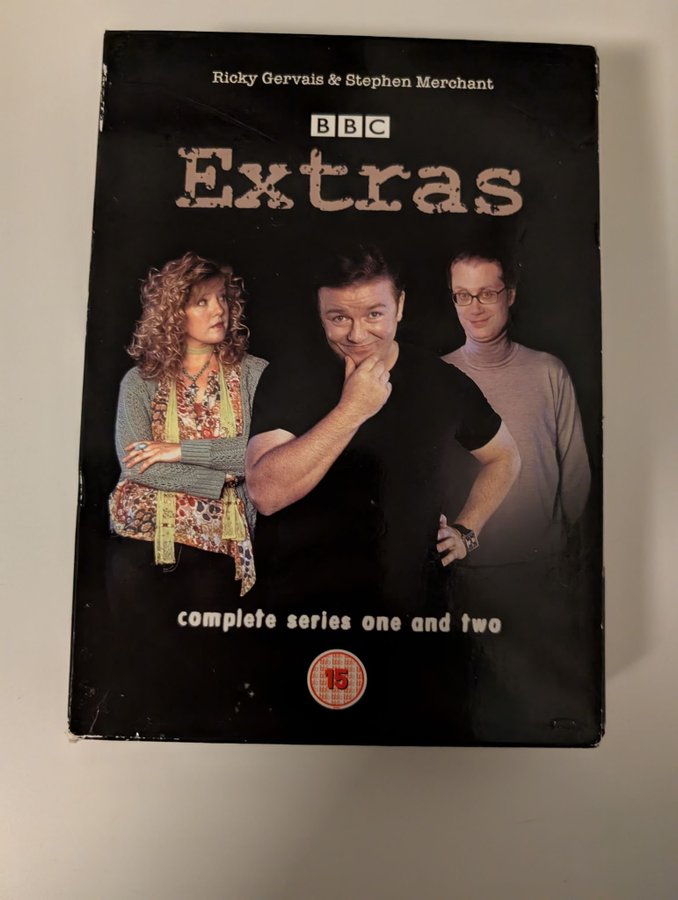 Ricky Gervais & Stephen Merchant
BBC
Extras
complete series one and two
15